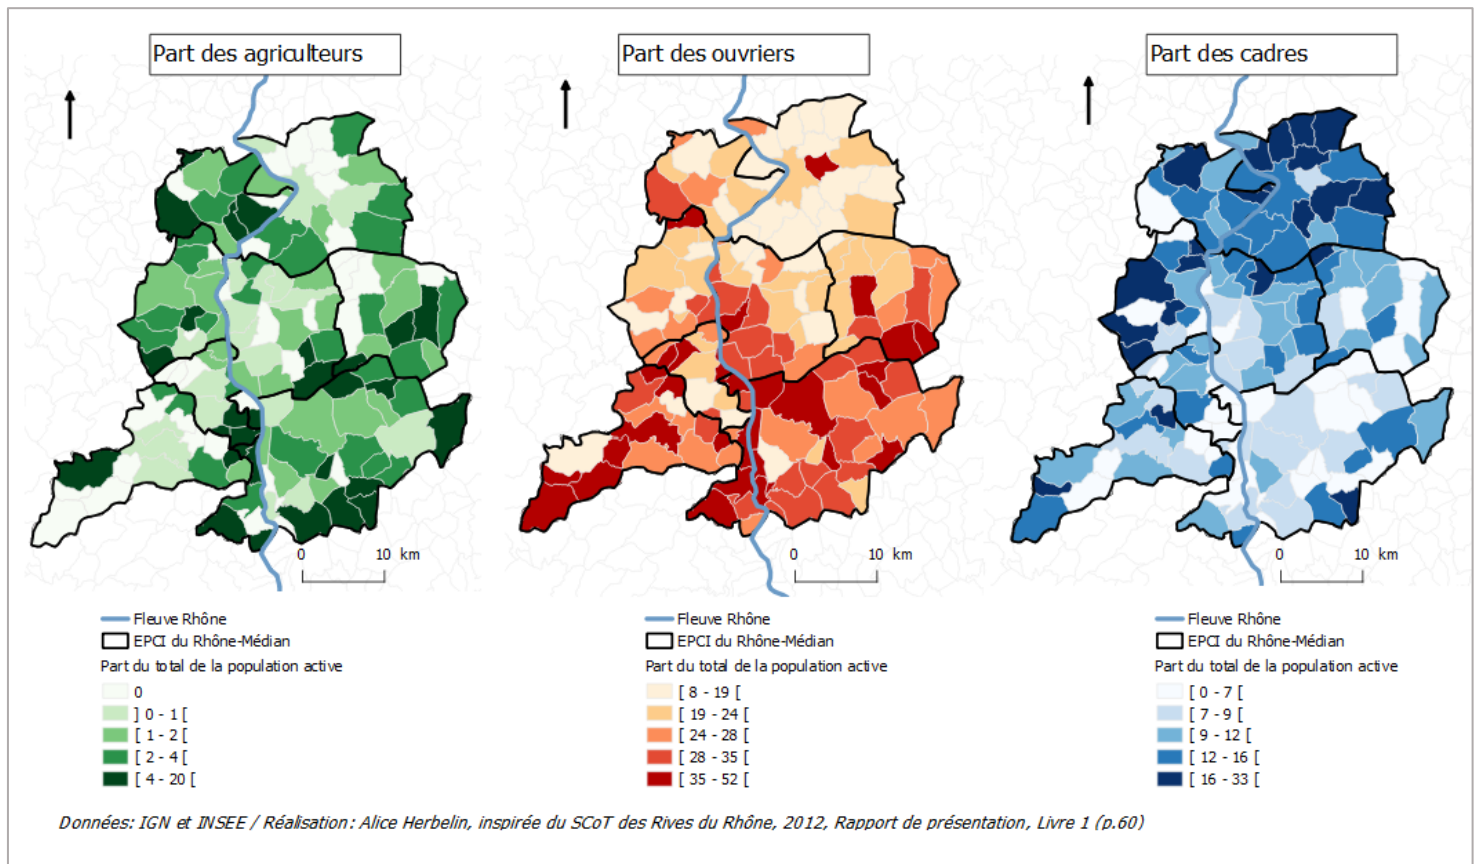 Part des agriculteurs
Part des ouvriers
Part des cadres
0 10 km
0 10 km
0 10 km
Fleuve Rhône
EPCI du Rhône-Médian
Part du total de la population active
0
] 0 - 1 [
[ 1 - 2 [
[ 2 - 4 [
[ 4 - 20 [
Fleuve Rhône
EPCI du Rhône-Médian
Part du total de la population active
[ 8 - 19 [
[ 19 - 24 [
[ 24 - 28 [
[ 28 - 35 [
[ 35 - 52 [
Fleuve Rhône
EPCI du Rhône-Médian
Part du total de la population active
[ 0 - 7 [
[ 7 - 9 [
[ 9 - 12 [
[ 12 - 16 [
[ 16 - 33 [
Données: IGN et INSEE / Réalisation: Alice Herbelin, inspirée du SCoT des Rives du Rhône, 2012, Rapport de présentation, Livre 1 (p.60)